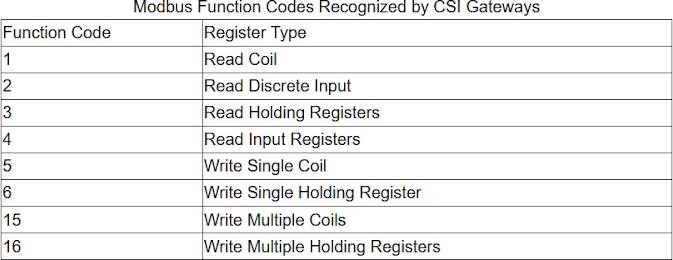 Modbus Function Codes Recognized by CSI Gateways
Function Code Register Type
1 Read Coil
2 Read Discrete Input
3 Read Holding Registers
4 Read Input Registers
5 Write Single Coil
6 Write Single Holding Register
15 Write Multiple Coils
16 Write Multiple Holding Registers